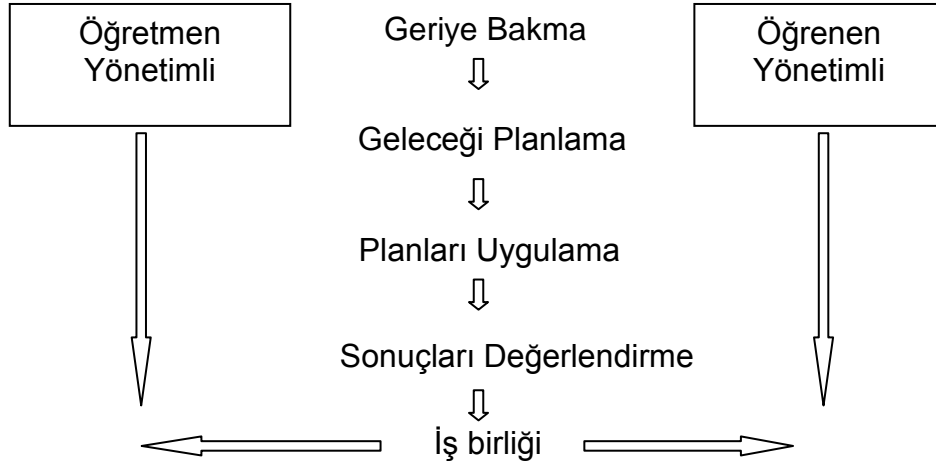 Öğretmen
Yönetimli
Geriye Bakma
Öğrenen
Yönetimli
Geleceği Planlama
Planları Uygulama
Sonuçları Değerlendirme
İş birliği